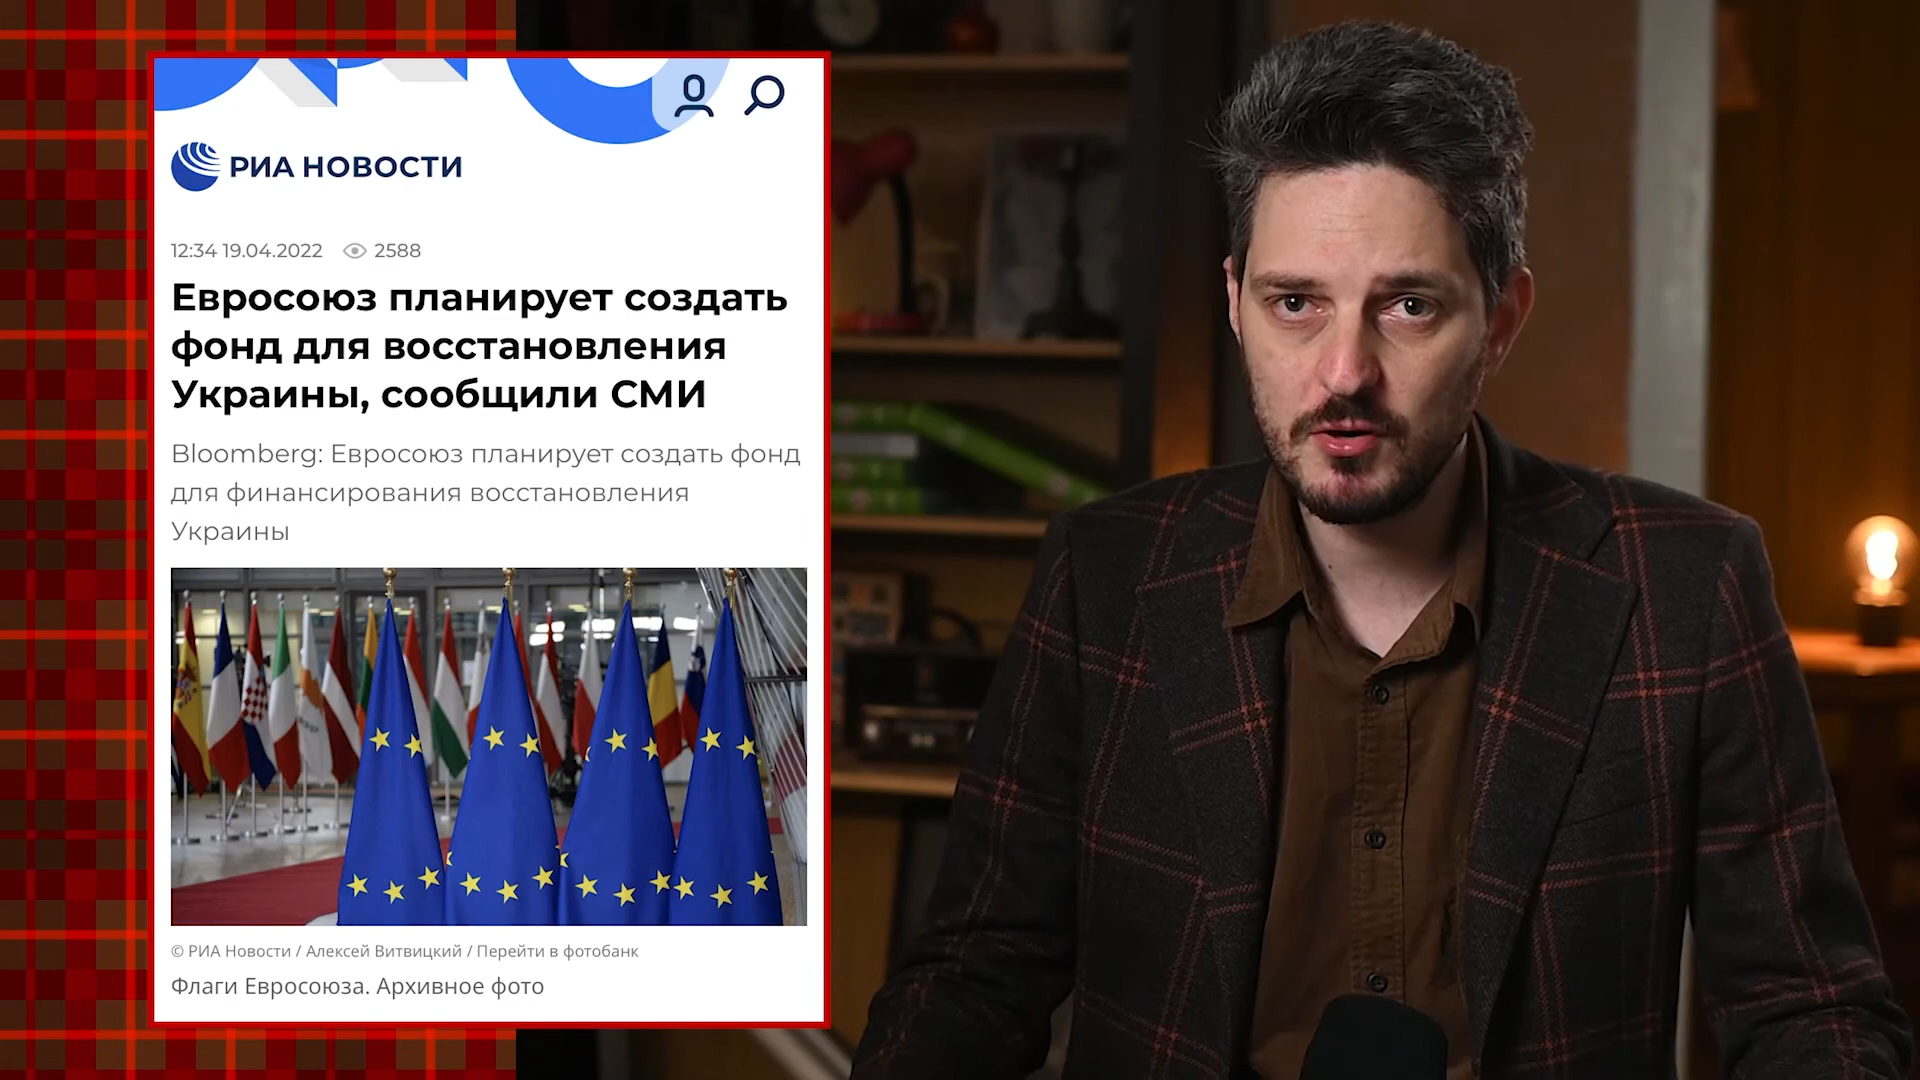 РИА НОВОСТИ
12:34 19.04.2022 2588
Евросоюз планирует создать
фонд для восстановления
Украины, сообщили СМИ
Bloomberg: Евросоюз планирует создать фонд
для финансирования восстановления
Украины
© РИА Новости / Алексей Витвицкий / Перейти в фотобанк
Флаги Евросоюза. Архивное фото